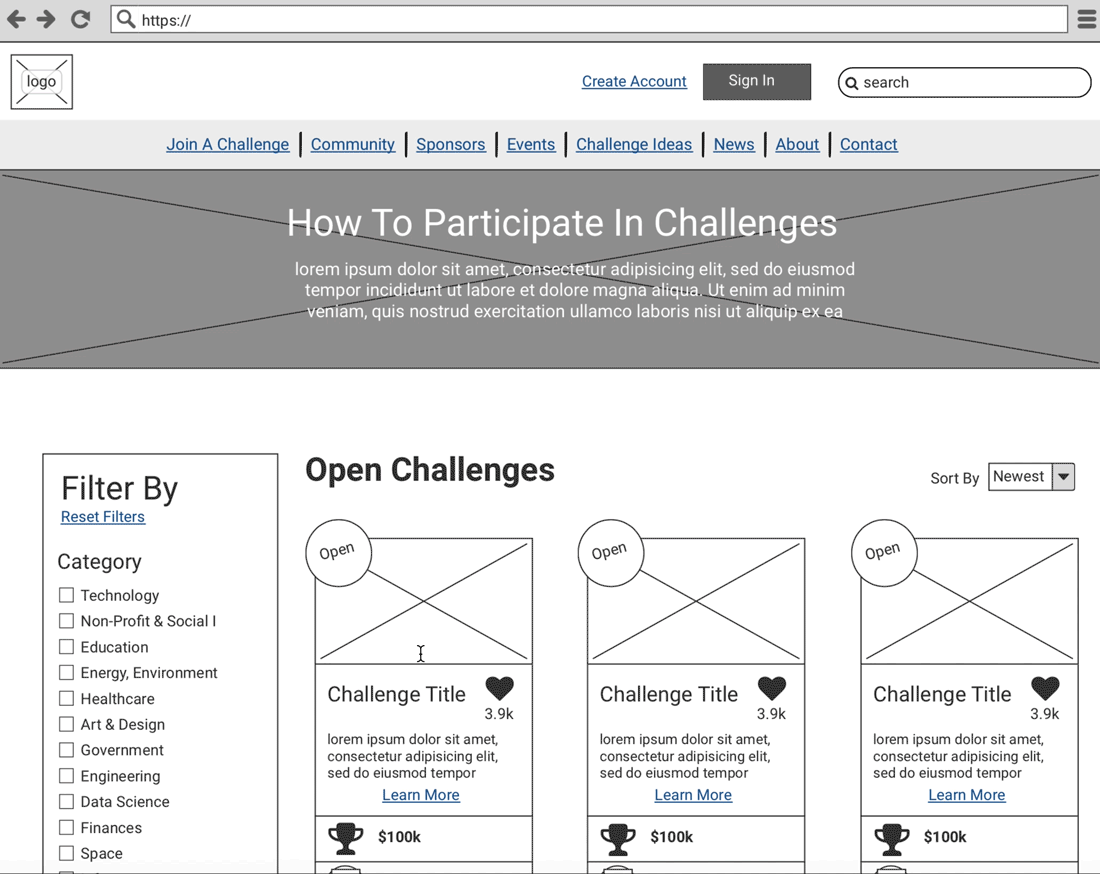 https://
logo
Create Account
Sign In
search
Join A Challenge
Community
Sponsors
Events
Challenge Ideas
News
About
Contact
How To Participate In Challenges
lorem ipsum dolor sit amet, consectetur adipisicing elit, sed do eiusmod
tempor incididunt ut labore et dolore magna aliqua. Ut enim ad minim
veniam, quis nostrud exercitation ullamco laboris nisi ut aliquip ex ea
Filter By
Reset Filters
Category
Technology
Non-Profit & Social I
Education
Energy, Environment
Healthcare
Art & Design
Government
Engineering
Data Science
Finances
Space
Open Challenges
Sort By
Newest
Open
Challenge Title
3.9k
lorem ipsum dolor sit amet,
consectetur adipisicing elit,
sed do eiusmod tempor
Learn More
$100k
Open
Challenge Title
3.9k
lorem ipsum dolor sit amet,
consectetur adipisicing elit,
sed do eiusmod tempor
Learn More
$100k
Open
Challenge Title
3.9k
lorem ipsum dolor sit amet,
consectetur adipisicing elit,
sed do eiusmod tempor
Learn More
$100k